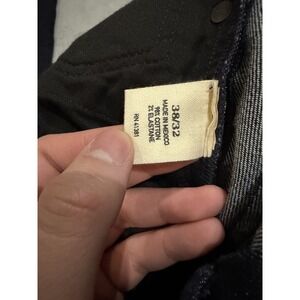 38/32
MADE IN MEXICO
98% COTTON
2% ELASTANE
RN 41381